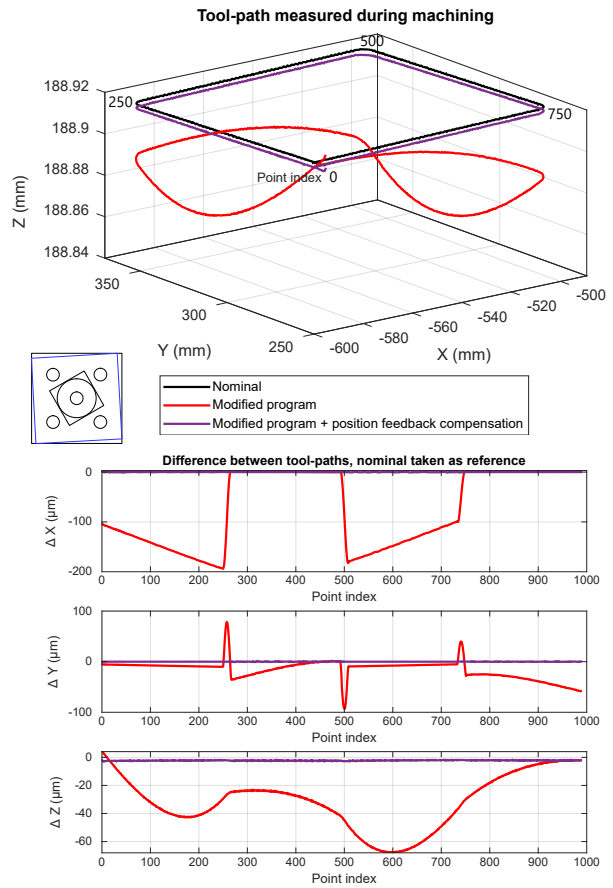 Tool-path measured during machining
188.92
188.9
188.88
188.86
188.84
Z (mm)
500
250
750
Point index 0
350
300
250
Y (mm)
-600
-580
-560
-540
-520
-500
X (mm)
Nominal
Modified program
Modified program + position feedback compensation
Difference between tool-paths, nominal taken as reference
0
-100
-200
Δ X (μm)
0 100 200 300 400 500 600 700 800 900 1000
Point index
100
0
-100
Δ Y (μm)
0 100 200 300 400 500 600 700 800 900 1000
Point index
0
-20
-40
-60
Δ Z (μm)
0 100 200 300 400 500 600 700 800 900 1000
Point index